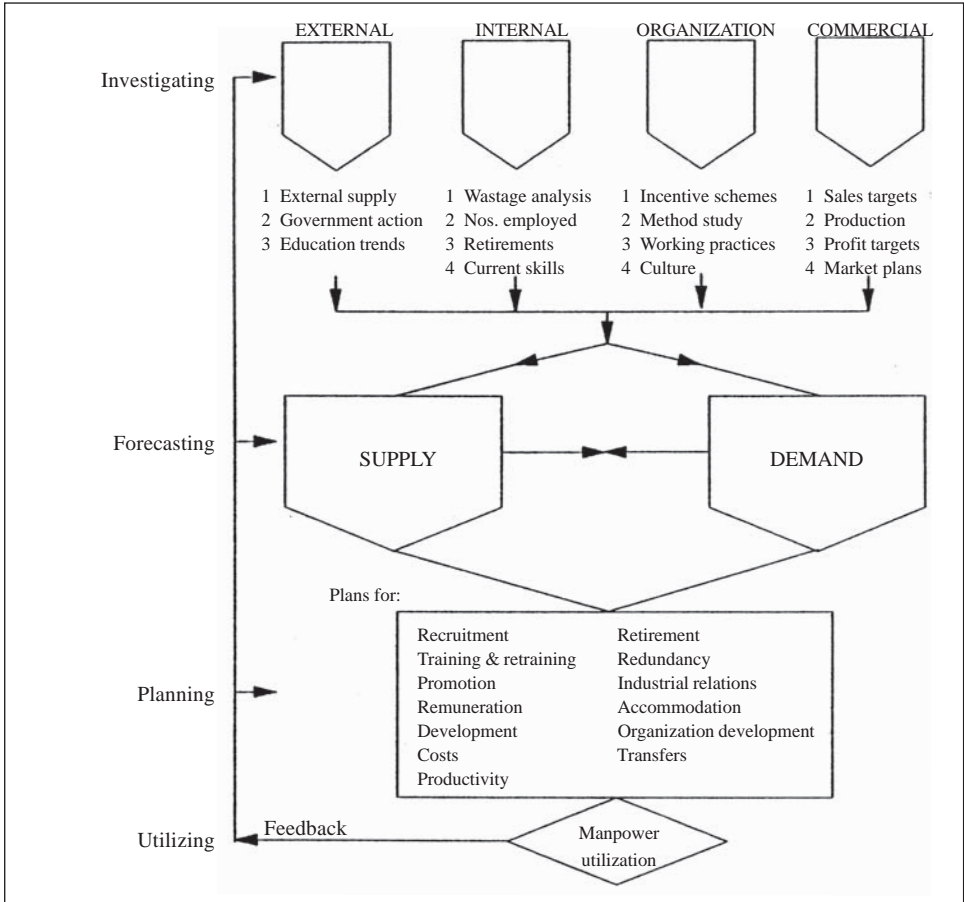 EXTERNAL INTERNAL ORGANIZATION COMMERCIAL
Investigating
1 External supply
2 Government action
3 Education trends
1 Wastage analysis
2 Nos. employed
3 Retirements
4 Current skills
1 Incentive schemes
2 Method study
3 Working practices
4 Culture
1 Sales targets
2 Production
3 Profit targets
4 Market plans
Forecasting
SUPPLY
DEMAND
Plans for:
Planning
Recruitment
Training & retraining
Promotion
Remuneration
Development
Costs
Productivity
Retirement
Redundancy
Industrial relations
Accommodation
Organization development
Transfers
Utilizing
Feedback
Manpower
utilization